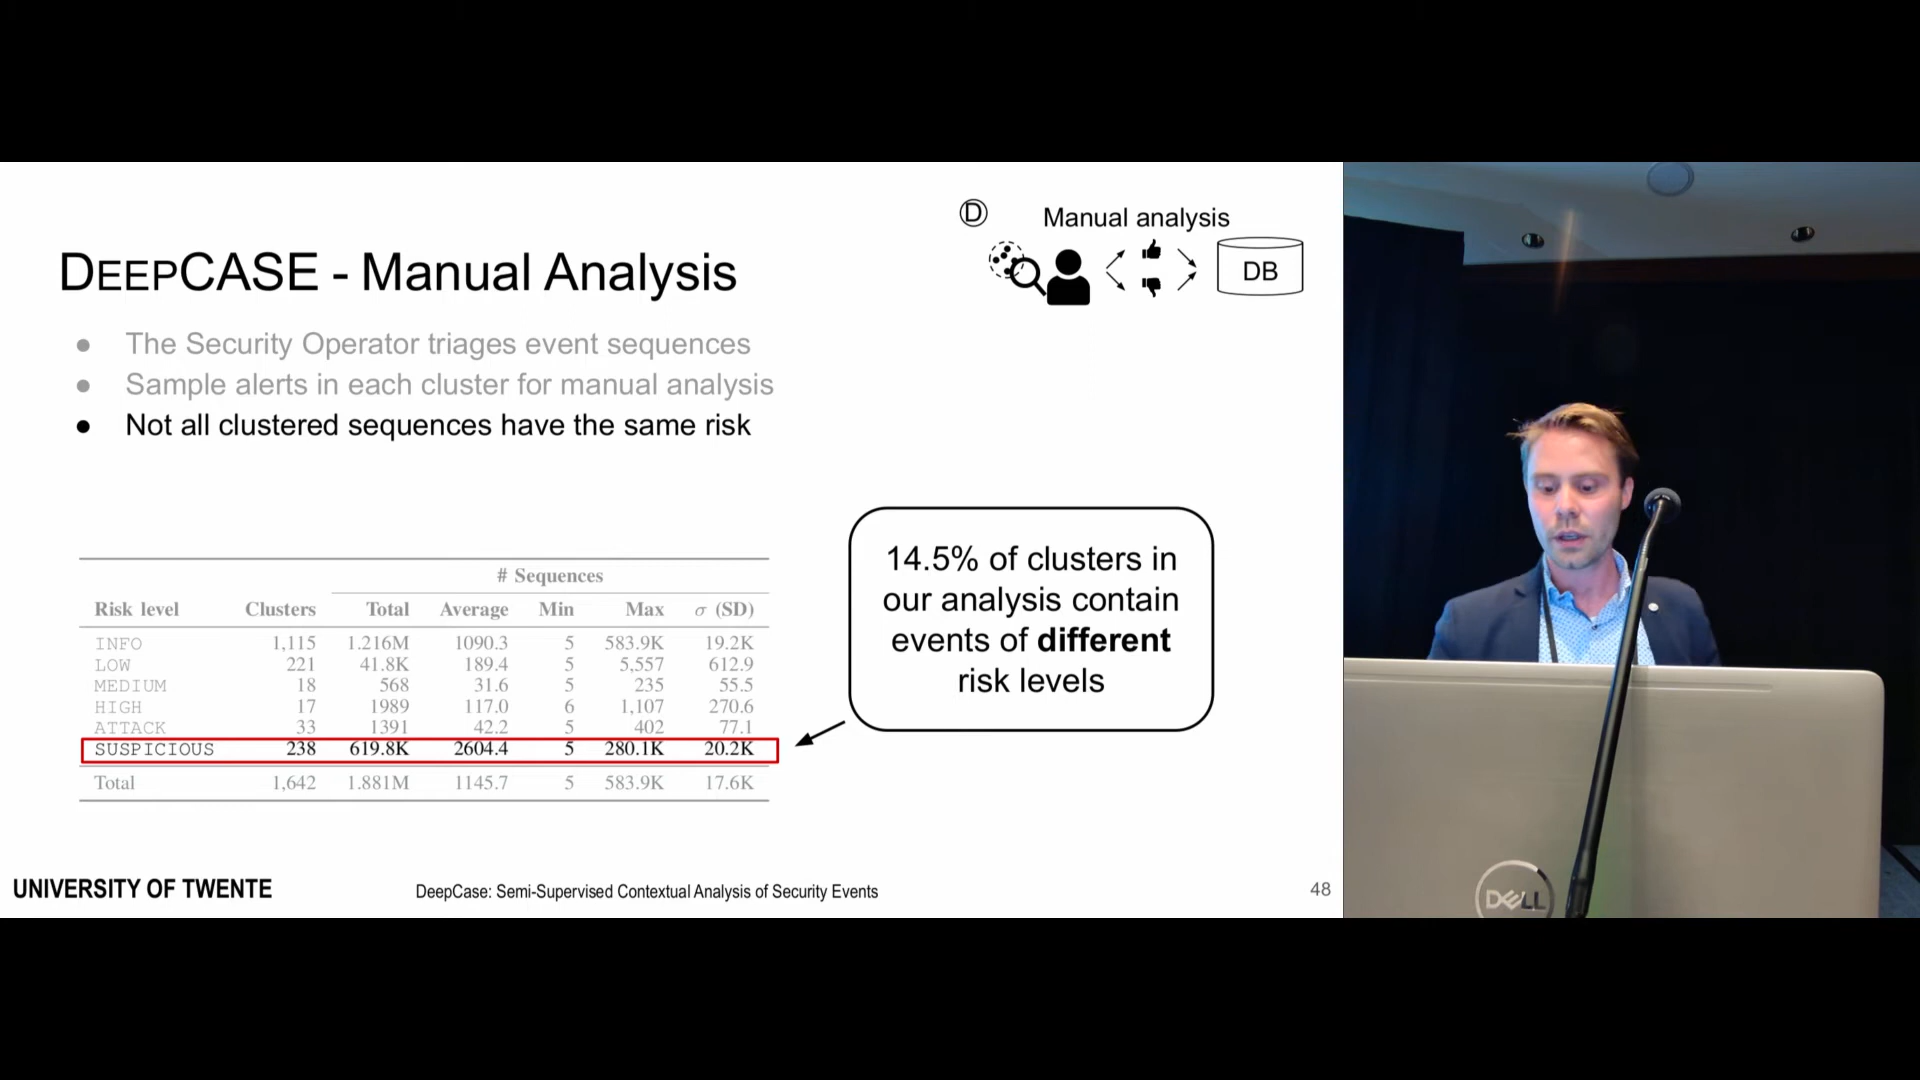 Ⓓ Manual analysis
DB
DEEPCASE - Manual Analysis
● The Security Operator triages event sequences
● Sample alerts in each cluster for manual analysis
● Not all clustered sequences have the same risk
# Sequences
Risk level Clusters Total Average Min Max σ (SD)
INFO 1,115 1.216M 1090.3 5 583.9K 19.2K
LOW 221 41.8K 189.4 5 5,557 612.9
MEDIUM 18 568 31.6 5 235 55.5
HIGH 17 1989 117.0 6 1,107 270.6
ATTACK 33 1391 42.2 5 402 77.1
SUSPICIOUS 238 619.8K 2604.4 5 280.1K 20.2K
Total 1,642 1.881M 1145.7 5 583.9K 17.6K
14.5% of clusters in
our analysis contain
events of different
risk levels
UNIVERSITY OF TWENTE
DeepCase: Semi-Supervised Contextual Analysis of Security Events
48
DELL